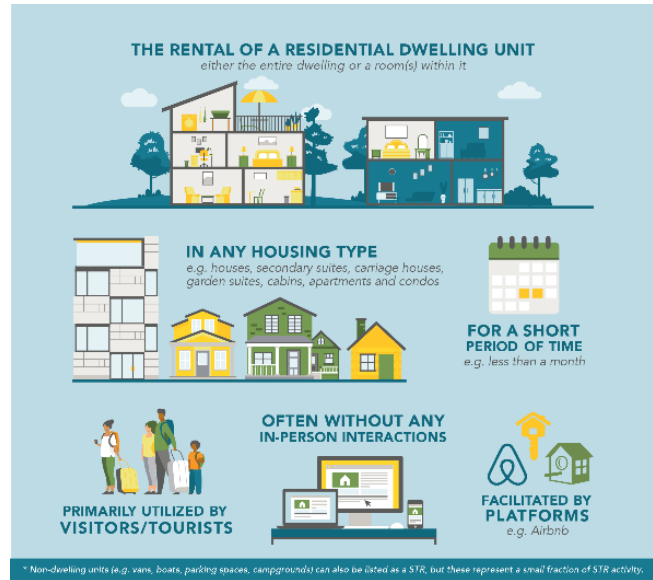 THE RENTAL OF A RESIDENTIAL DWELLING UNIT
either the entire dwelling or a room(s) within it
IN ANY HOUSING TYPE
e.g. houses, secondary suites, carriage houses,
garden suites, cabins, apartments and condos
FOR A SHORT
PERIOD OF TIME
e.g. less than a month
PRIMARILY UTILIZED BY
VISITORS/TOURISTS
OFTEN WITHOUT ANY
IN-PERSON INTERACTIONS
FACILITATED BY
PLATFORMS
e.g. Airbnb
* Non-dwelling units (e.g. vans, boats, parking spaces, campgrounds) can also be listed as a STR, but these represent a small fraction of STR activity.